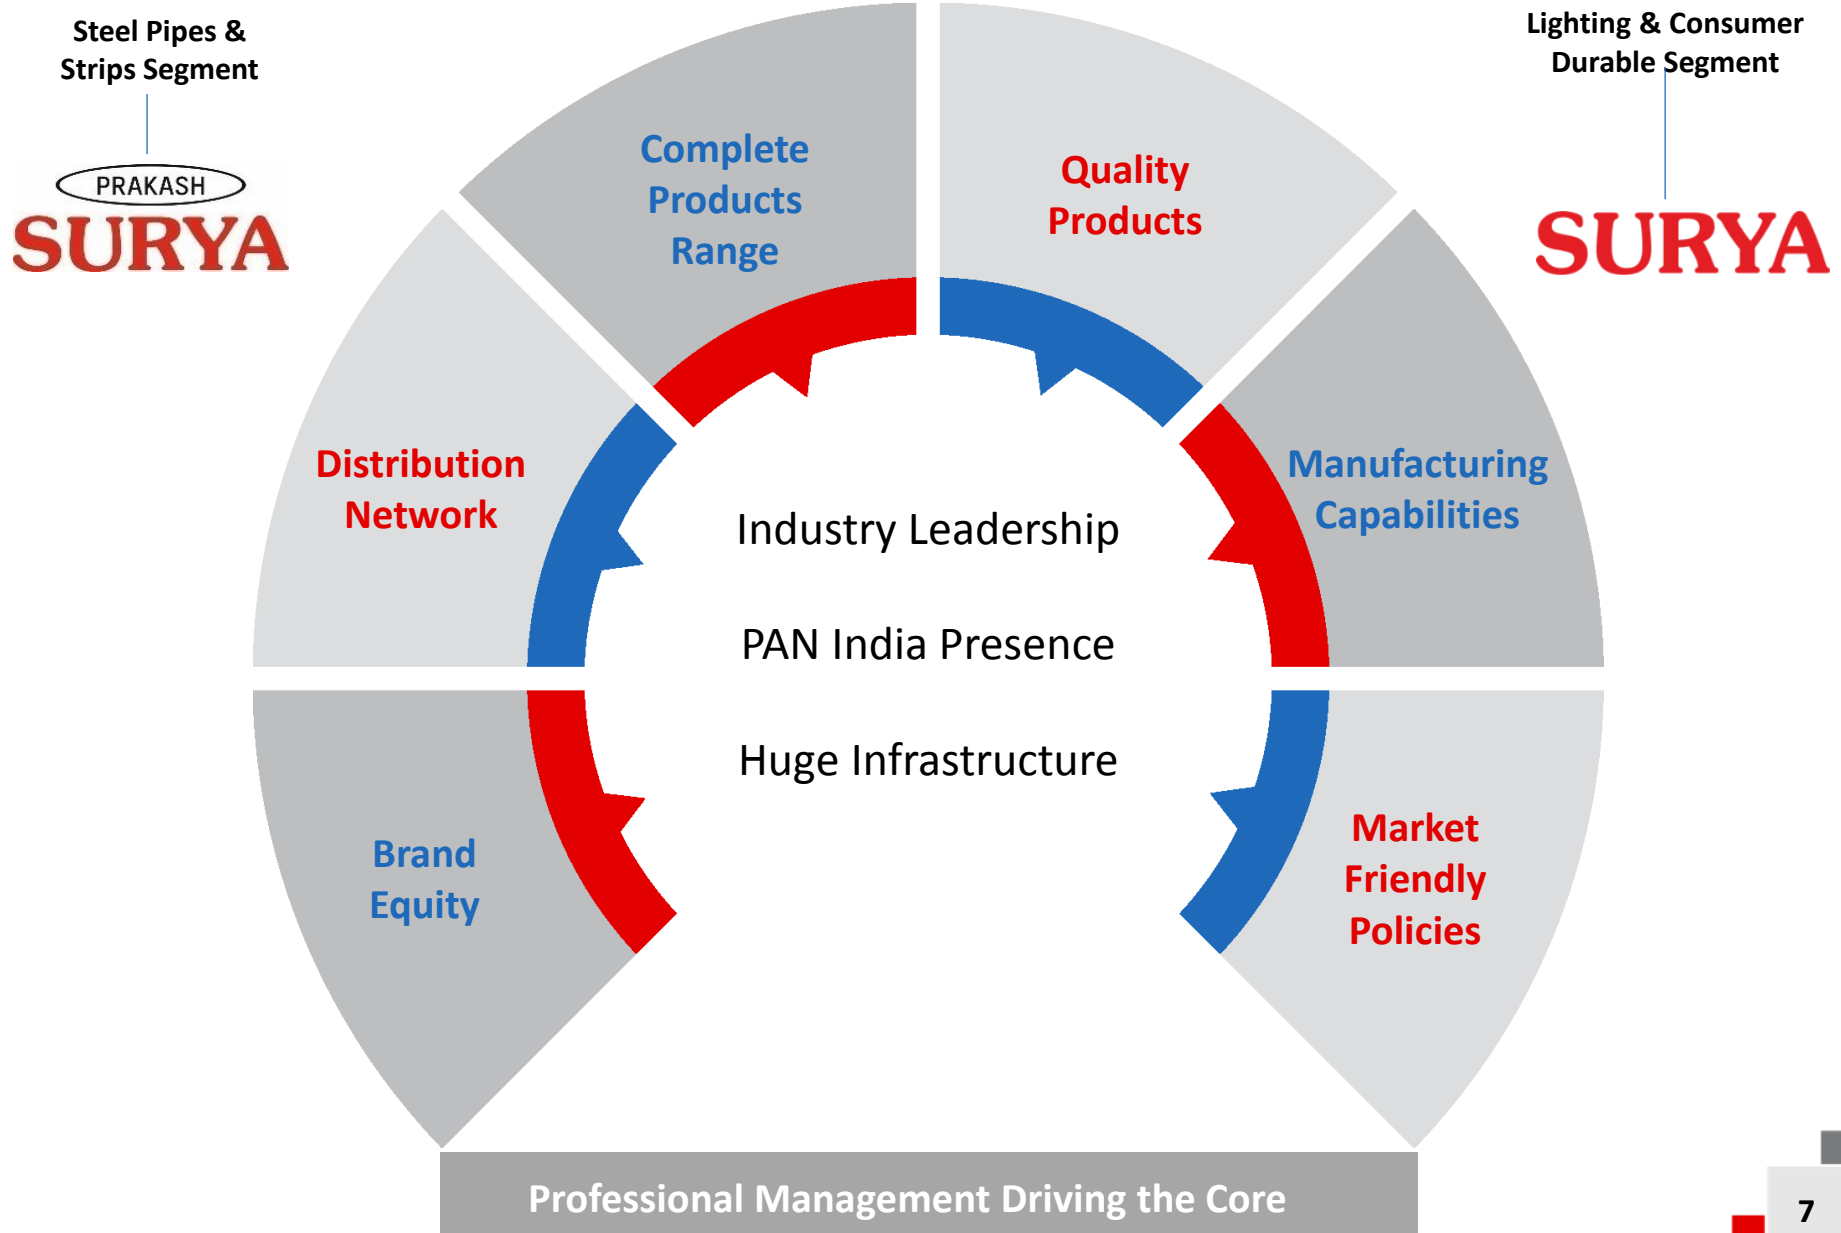 Steel Pipes &
Strips Segment
PRAKASH
SURYA
Lighting & Consumer
Durable Segment
SURYA
Complete
Products
Range
Quality
Products
Distribution
Network
Manufacturing
Capabilities
Industry Leadership
PAN India Presence
Huge Infrastructure
Brand
Equity
Market
Friendly
Policies
Professional Management Driving the Core
7